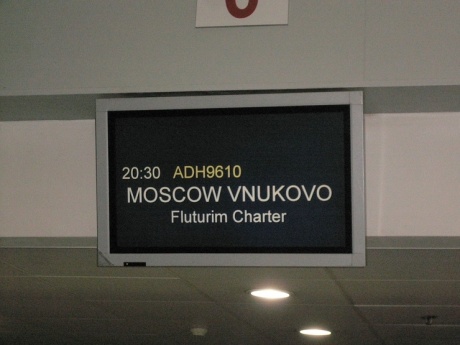 20:30 ADH9610
MOSCOW VNUKOVO
Fluturim Charter